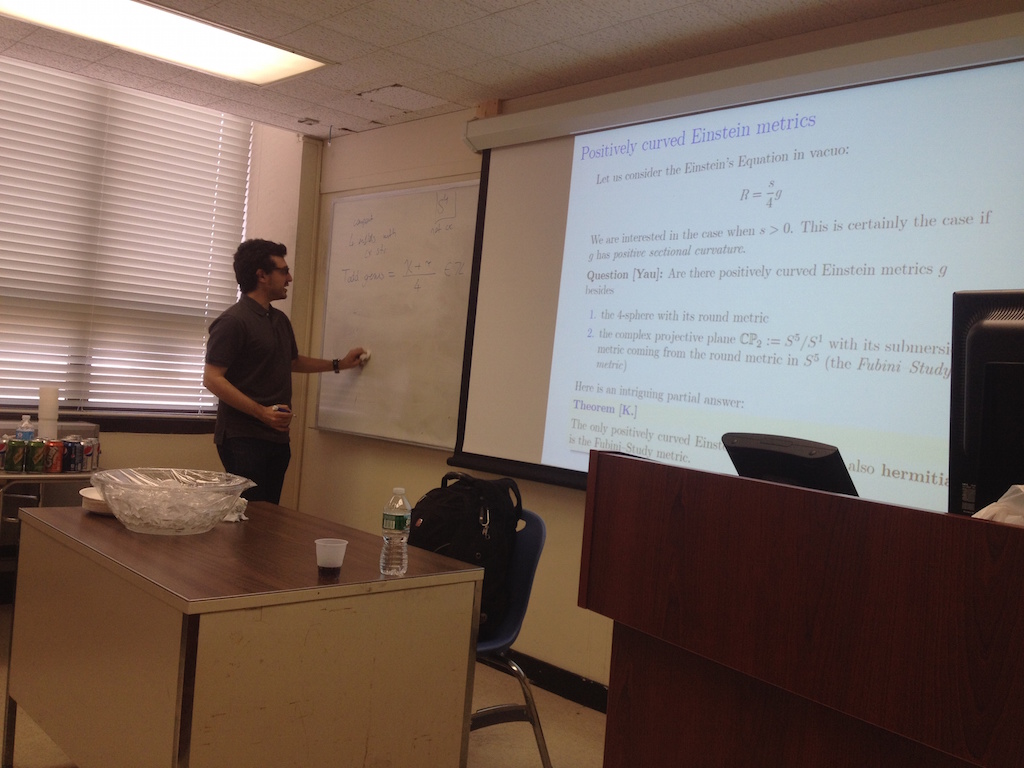 Todd = 4
Positively curved Einstein metrics
Let us consider the Einstein's Equation in vacuo:
R = s/4 g
We are interested in the case when s > 0. This is certainly the case if
g has positive sectional curvature.
Question [Yau]: Are there positively curved Einstein metrics g
besides
1. the 4-sphere with its round metric
2. the complex projective plane ℂℙ₂ := S⁵/S¹ with its submersi
metric coming from the round metric in S⁵ (the Fubini Study
metric)
Here is an intriguing partial answer:
Theorem [K.]
The only positively curved Einst also hermitia
is the Fubini-Study metric.